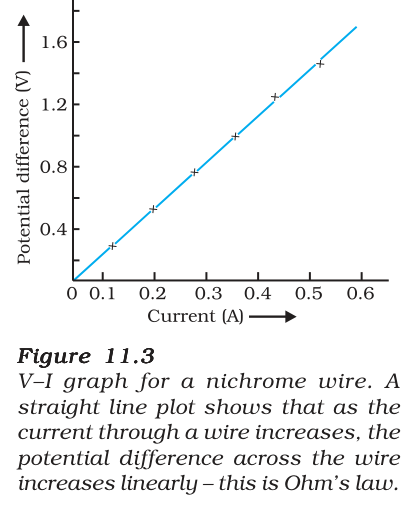 1.6
1.2
0.8
0.4
Potential difference (V)
0 0.1 0.2 0.3 0.4 0.5 0.6
Current (A)
Figure 11.3
V–I graph for a nichrome wire. A
straight line plot shows that as the
current through a wire increases, the
potential difference across the wire
increases linearly – this is Ohm's law.